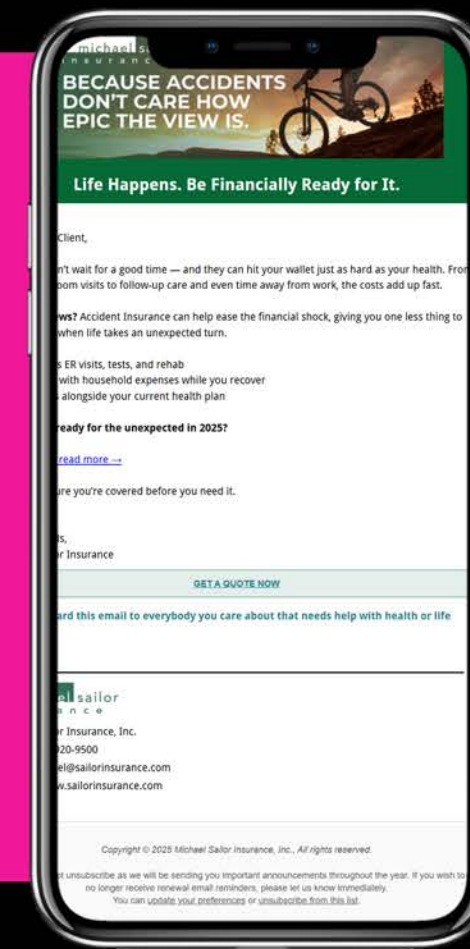 michael s
insuranc
BECAUSE ACCIDENTS
DON'T CARE HOW
EPIC THE VIEW IS.
Life Happens. Be Financially Ready for It.
Client,
n't wait for a good time — and they can hit your wallet just as hard as your health. Fro
oom visits to follow-up care and even time away from work, the costs add up fast.
ws? Accident Insurance can help ease the financial shock, giving you one less thing to
when life takes an unexpected turn.
s ER visits, tests, and rehab
with household expenses while you recover
alongside your current health plan
ready for the unexpected in 2025?
read more →
ure you're covered before you need it.
ls,
or Insurance
GET A QUOTE NOW
ard this email to everybody you care about that needs help with health or life
el sailor
ance
or Insurance, Inc.
20-9500
el@sailorinsurance.com
w.sailorinsurance.com
Copyright © 2025 Michael Sailor Insurance, Inc., All rights reserved.
ot unsubscribe as we will be sending you important announcements throughout the year. If you wish to
no longer receive renewal email reminders, please let us know immediately.
You can update your preferences or unsubscribe from this list.